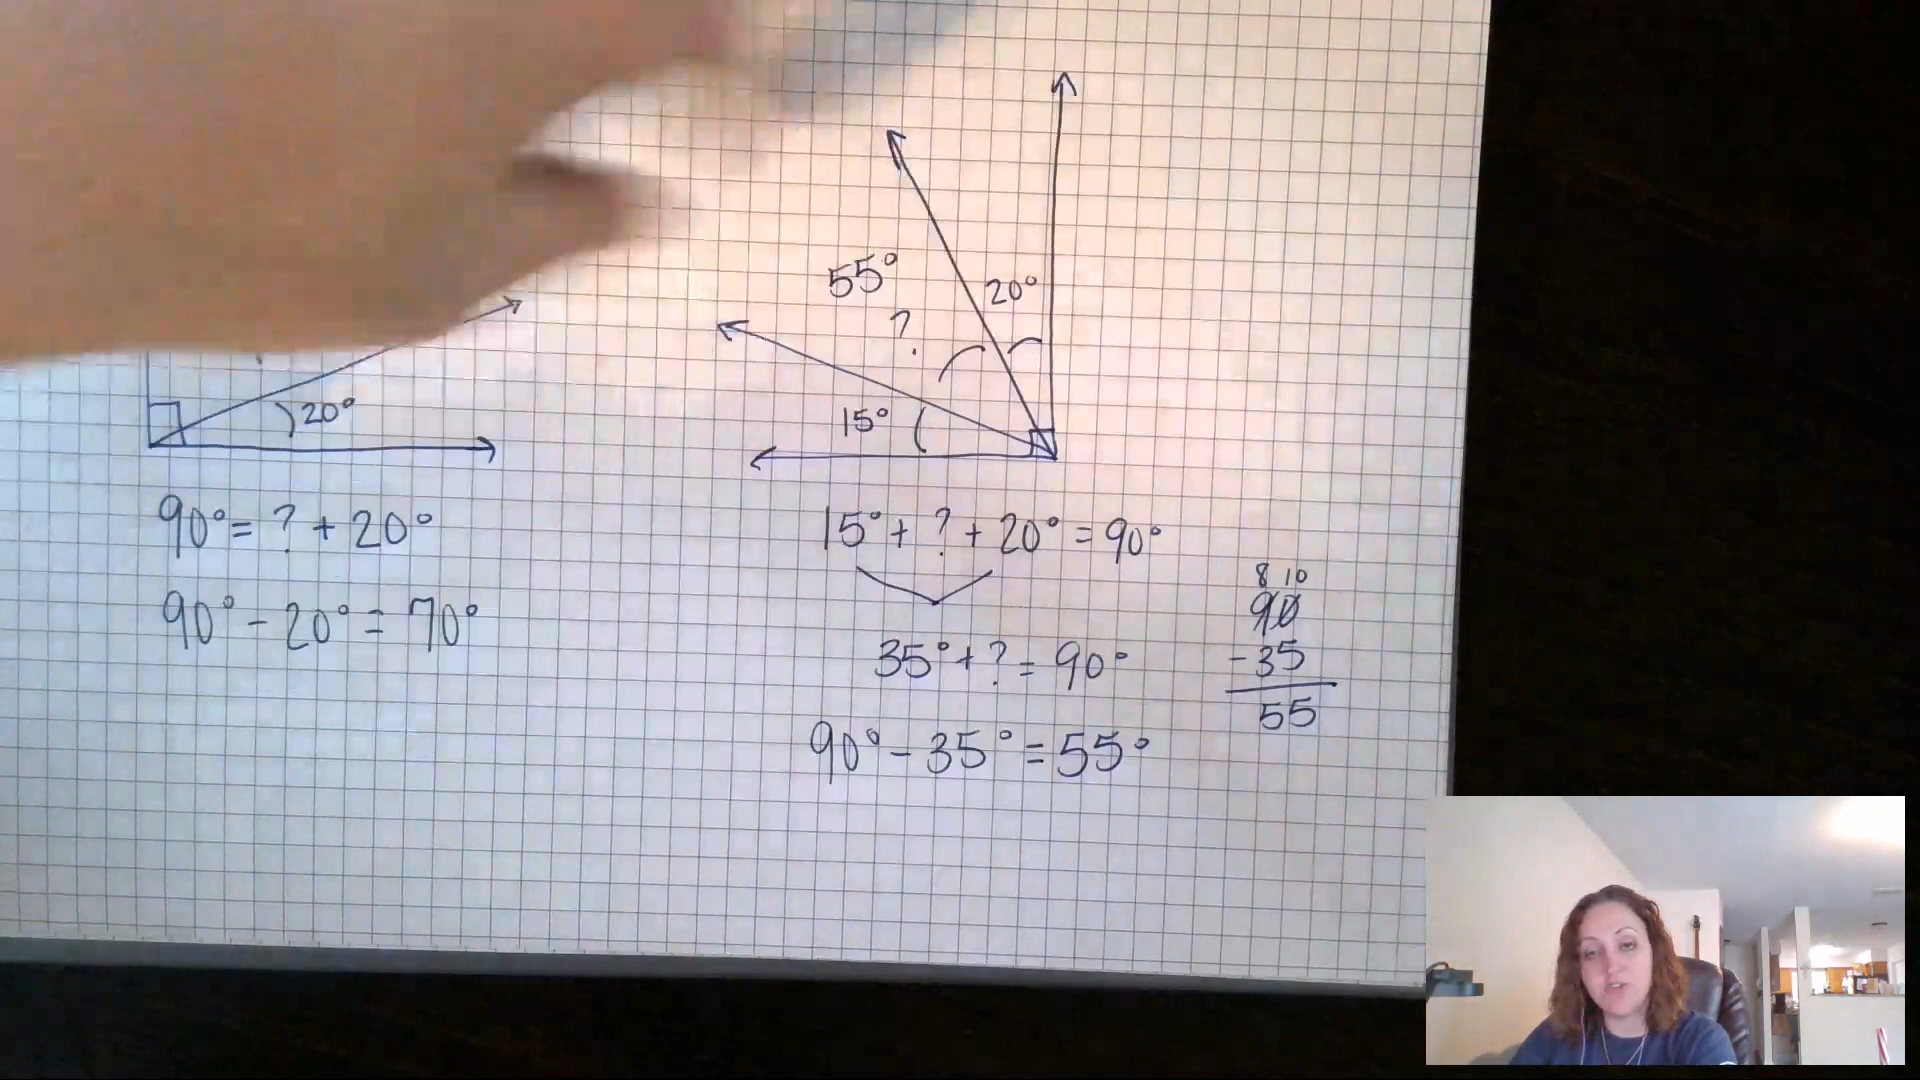 20°
90° = ? + 20°
90° - 20° = 70°
55°
?
20°
15°
15° + ? + 20° = 90°
35° + ? = 90°
90° - 35° = 55°
8 10
90
- 35
55